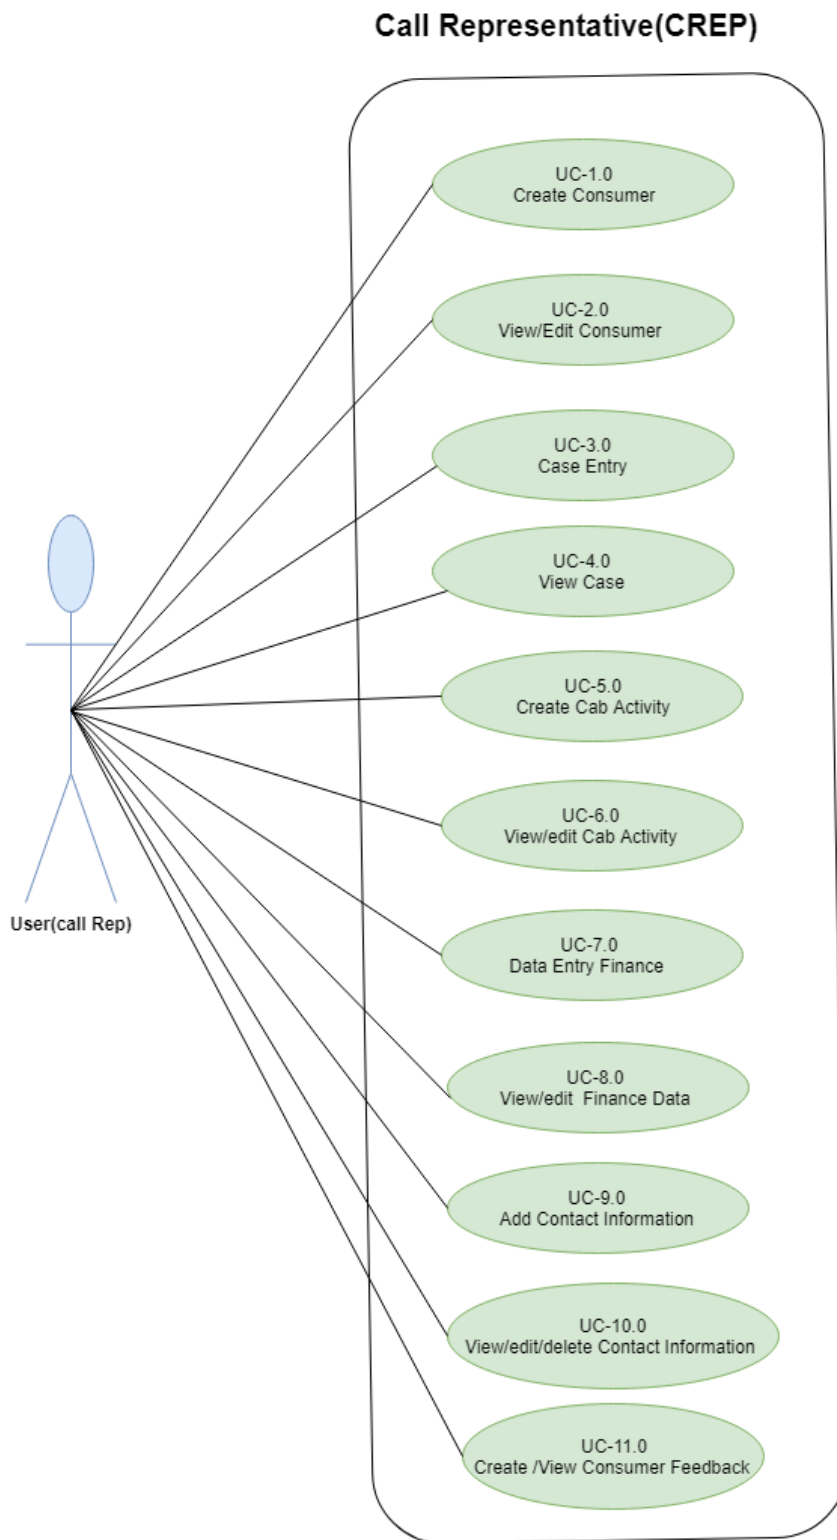 Call Representative(CREP)
UC-1.0
Create Consumer
UC-2.0
View/Edit Consumer
UC-3.0
Case Entry
UC-4.0
View Case
UC-5.0
Create Cab Activity
UC-6.0
View/edit Cab Activity
User(call Rep)
UC-7.0
Data Entry Finance
UC-8.0
View/edit  Finance Data
UC-9.0
Add Contact Information
UC-10.0
View/edit/delete Contact Information
UC-11.0
Create /View Consumer Feedback